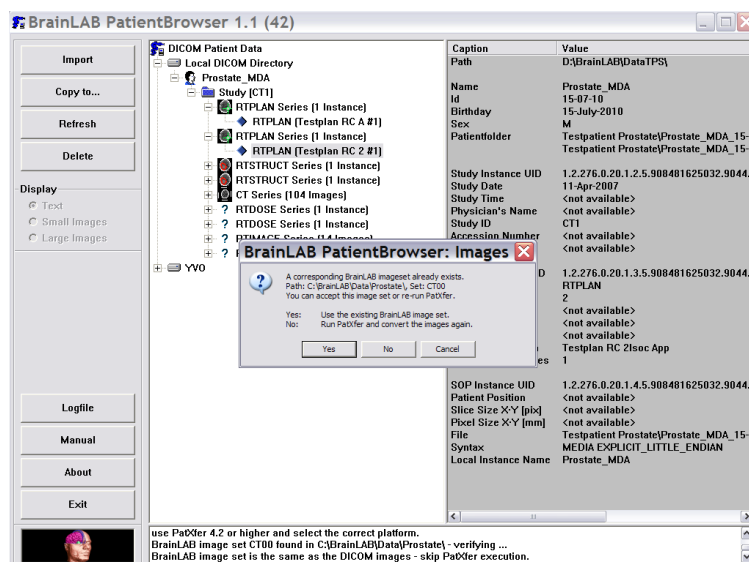 BrainLAB PatientBrowser 1.1 (42)
Import
Copy to...
Refresh
Delete
Display
Text
Small Images
Large Images
Logfile
Manual
About
Exit
DICOM Patient Data
Local DICOM Directory
Prostate_MDA
Study [CT1]
RTPLAN Series (1 Instance)
RTPLAN (Testplan RC A #1)
RTPLAN Series (1 Instance)
RTPLAN (Testplan RC 2 #1)
RTSTRUCT Series (1 Instance)
RTSTRUCT Series (1 Instance)
CT Series (104 Images)
? RTDOSE Series (1 Instance)
? RTDOSE Series (1 Instance)
?
?
YVO
Caption Value
Path D:\BrainLAB\DataTPS\
Name Prostate_MDA
Id 15-07-10
Birthday 15-July-2010
Sex M
Patientfolder Testpatient Prostate\Prostate_MDA_15-
Testpatient Prostate\Prostate_MDA_15-
Study Instance UID 1.2.276.0.20.1.2.5.908481625032.9044.
Study Date 11-Apr-2007
Study Time <not available>
Physician's Name <not available>
Study ID CT1
Accession Number <not available>
<not available>
D 1.2.276.0.20.1.3.5.908481625032.9044.
RTPLAN
2
<not available>
<not available>
<not available>
Testplan RC 2Isoc App
es 1
SOP Instance UID 1.2.276.0.20.1.4.5.908481625032.9044.
Patient Position <not available>
Slice Size X·Y [pix] <not available>
Pixel Size X·Y [mm] <not available>
File Testpatient Prostate\Prostate_MDA_15-
Syntax MEDIA EXPLICIT_LITTLE_ENDIAN
Local Instance Name Prostate_MDA
BrainLAB PatientBrowser: Images
A corresponding BrainLAB imageset already exists.
Path: C:\BrainLAB\Data\Prostate\, Set: CT00
You can accept this image set or re-run PatXfer.
Yes: Use the existing BrainLAB image set.
No: Run PatXfer and convert the images again.
Yes
No
Cancel
use PatXfer 4.2 or higher and select the correct platform.
BrainLAB image set CT00 found in C:\BrainLAB\Data\Prostate\ - verifying ...
BrainLAB image set is the same as the DICOM images - skip PatXfer execution.